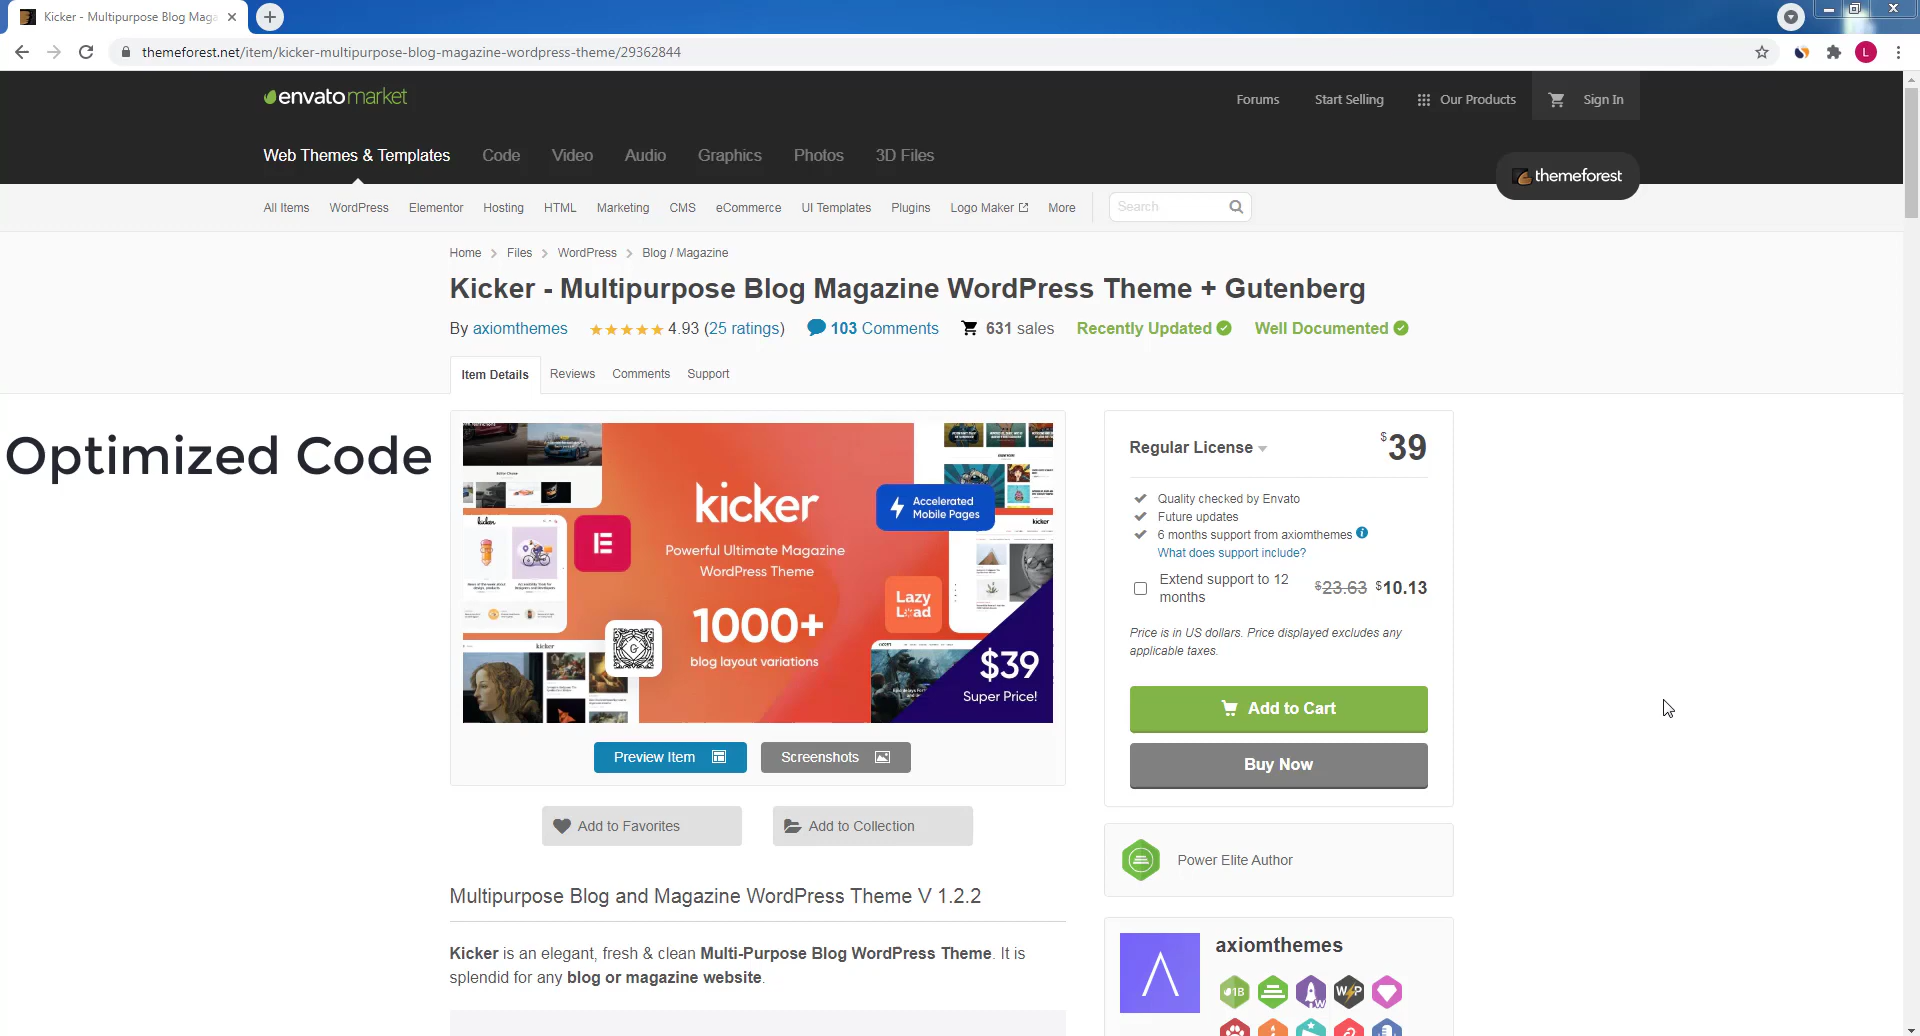 Kicker - Multipurpose Blog Maga
themeforest.net/item/kicker-multipurpose-blog-magazine-wordpress-theme/29362844
L
envatomarket
Forums
Start Selling
Our Products
Sign In
Web Themes & Templates
Code
Video
Audio
Graphics
Photos
3D Files
themeforest
All Items
WordPress
Elementor
Hosting
HTML
Marketing
CMS
eCommerce
UI Templates
Plugins
Logo Maker
More
Search
Home > Files > WordPress > Blog / Magazine
Kicker - Multipurpose Blog Magazine WordPress Theme + Gutenberg
By axiomthemes
4.93 (25 ratings)
103 Comments
631 sales
Recently Updated
Well Documented
Item Details
Reviews
Comments
Support
Optimized Code
kicker
Powerful Ultimate Magazine
WordPress Theme
1000+
blog layout variations
Accelerated
Mobile Pages
Lazy
Load
kicker
kicker
kicker
G
$39
Super Price!
Preview Item
Screenshots
Add to Favorites
Add to Collection
Multipurpose Blog and Magazine WordPress Theme V 1.2.2
Kicker is an elegant, fresh & clean Multi-Purpose Blog WordPress Theme. It is
splendid for any blog or magazine website.
Regular License
$39
Quality checked by Envato
Future updates
6 months support from axiomthemes
What does support include?
Extend support to 12
months
$23.63 $10.13
Price is in US dollars. Price displayed excludes any
applicable taxes.
Add to Cart
Buy Now
Power Elite Author
axiomthemes
1B
W
WP